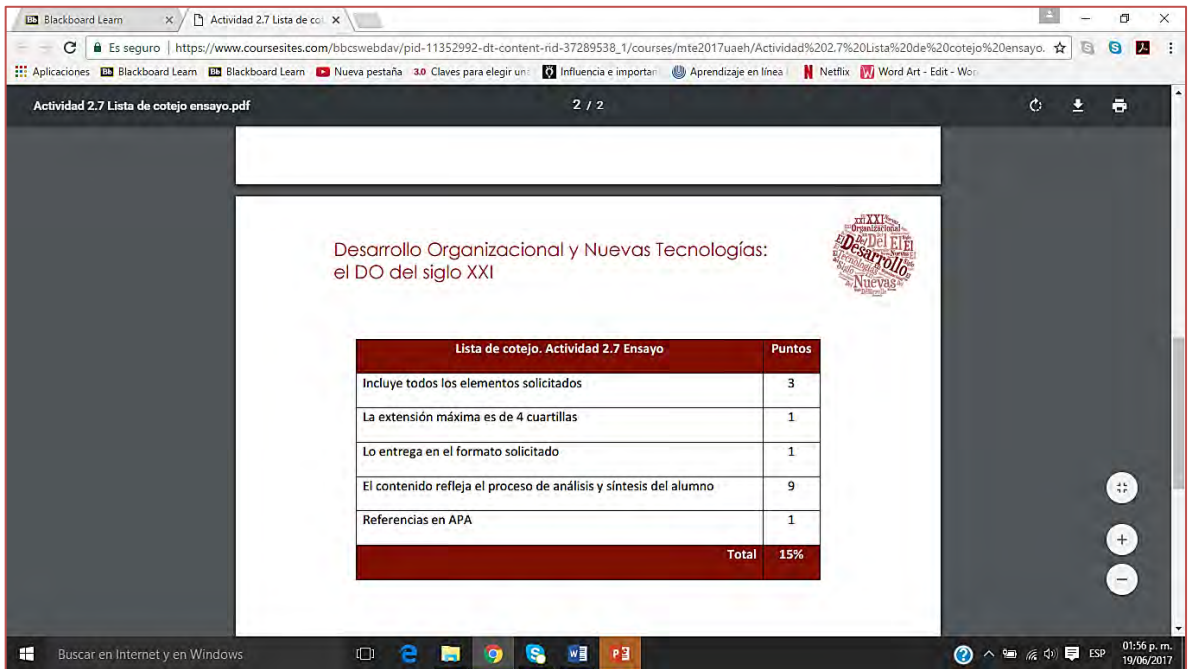 Blackboard Learn
Actividad 2.7 Lista de co
Es seguro | https://www.coursesites.com/bbcswebdav/pid-11352992-dt-content-rid-37289538_1/courses/mte2017uaeh/Actividad%202.7%20Lista%20de%20cotejo%20ensayo.
Aplicaciones Bb Blackboard Learn Bb Blackboard Learn Nueva pestaña 3.0 Claves para elegir un Influencia e importan Aprendizaje en línea Netflix Word Art - Edit - Wor
Actividad 2.7 Lista de cotejo ensayo.pdf 2 / 2
Desarrollo Organizacional y Nuevas Tecnologías:
el DO del siglo XXI
XXI
Organizacional
Del El El
Desarrollo
Nuevas
Lista de cotejo. Actividad 2.7 Ensayo Puntos
Incluye todos los elementos solicitados 3
La extensión máxima es de 4 cuartillas 1
Lo entrega en el formato solicitado 1
El contenido refleja el proceso de análisis y síntesis del alumno 9
Referencias en APA 1
Total 15%
Buscar en Internet y en Windows
ESP
01:56 p. m.
19/06/2017